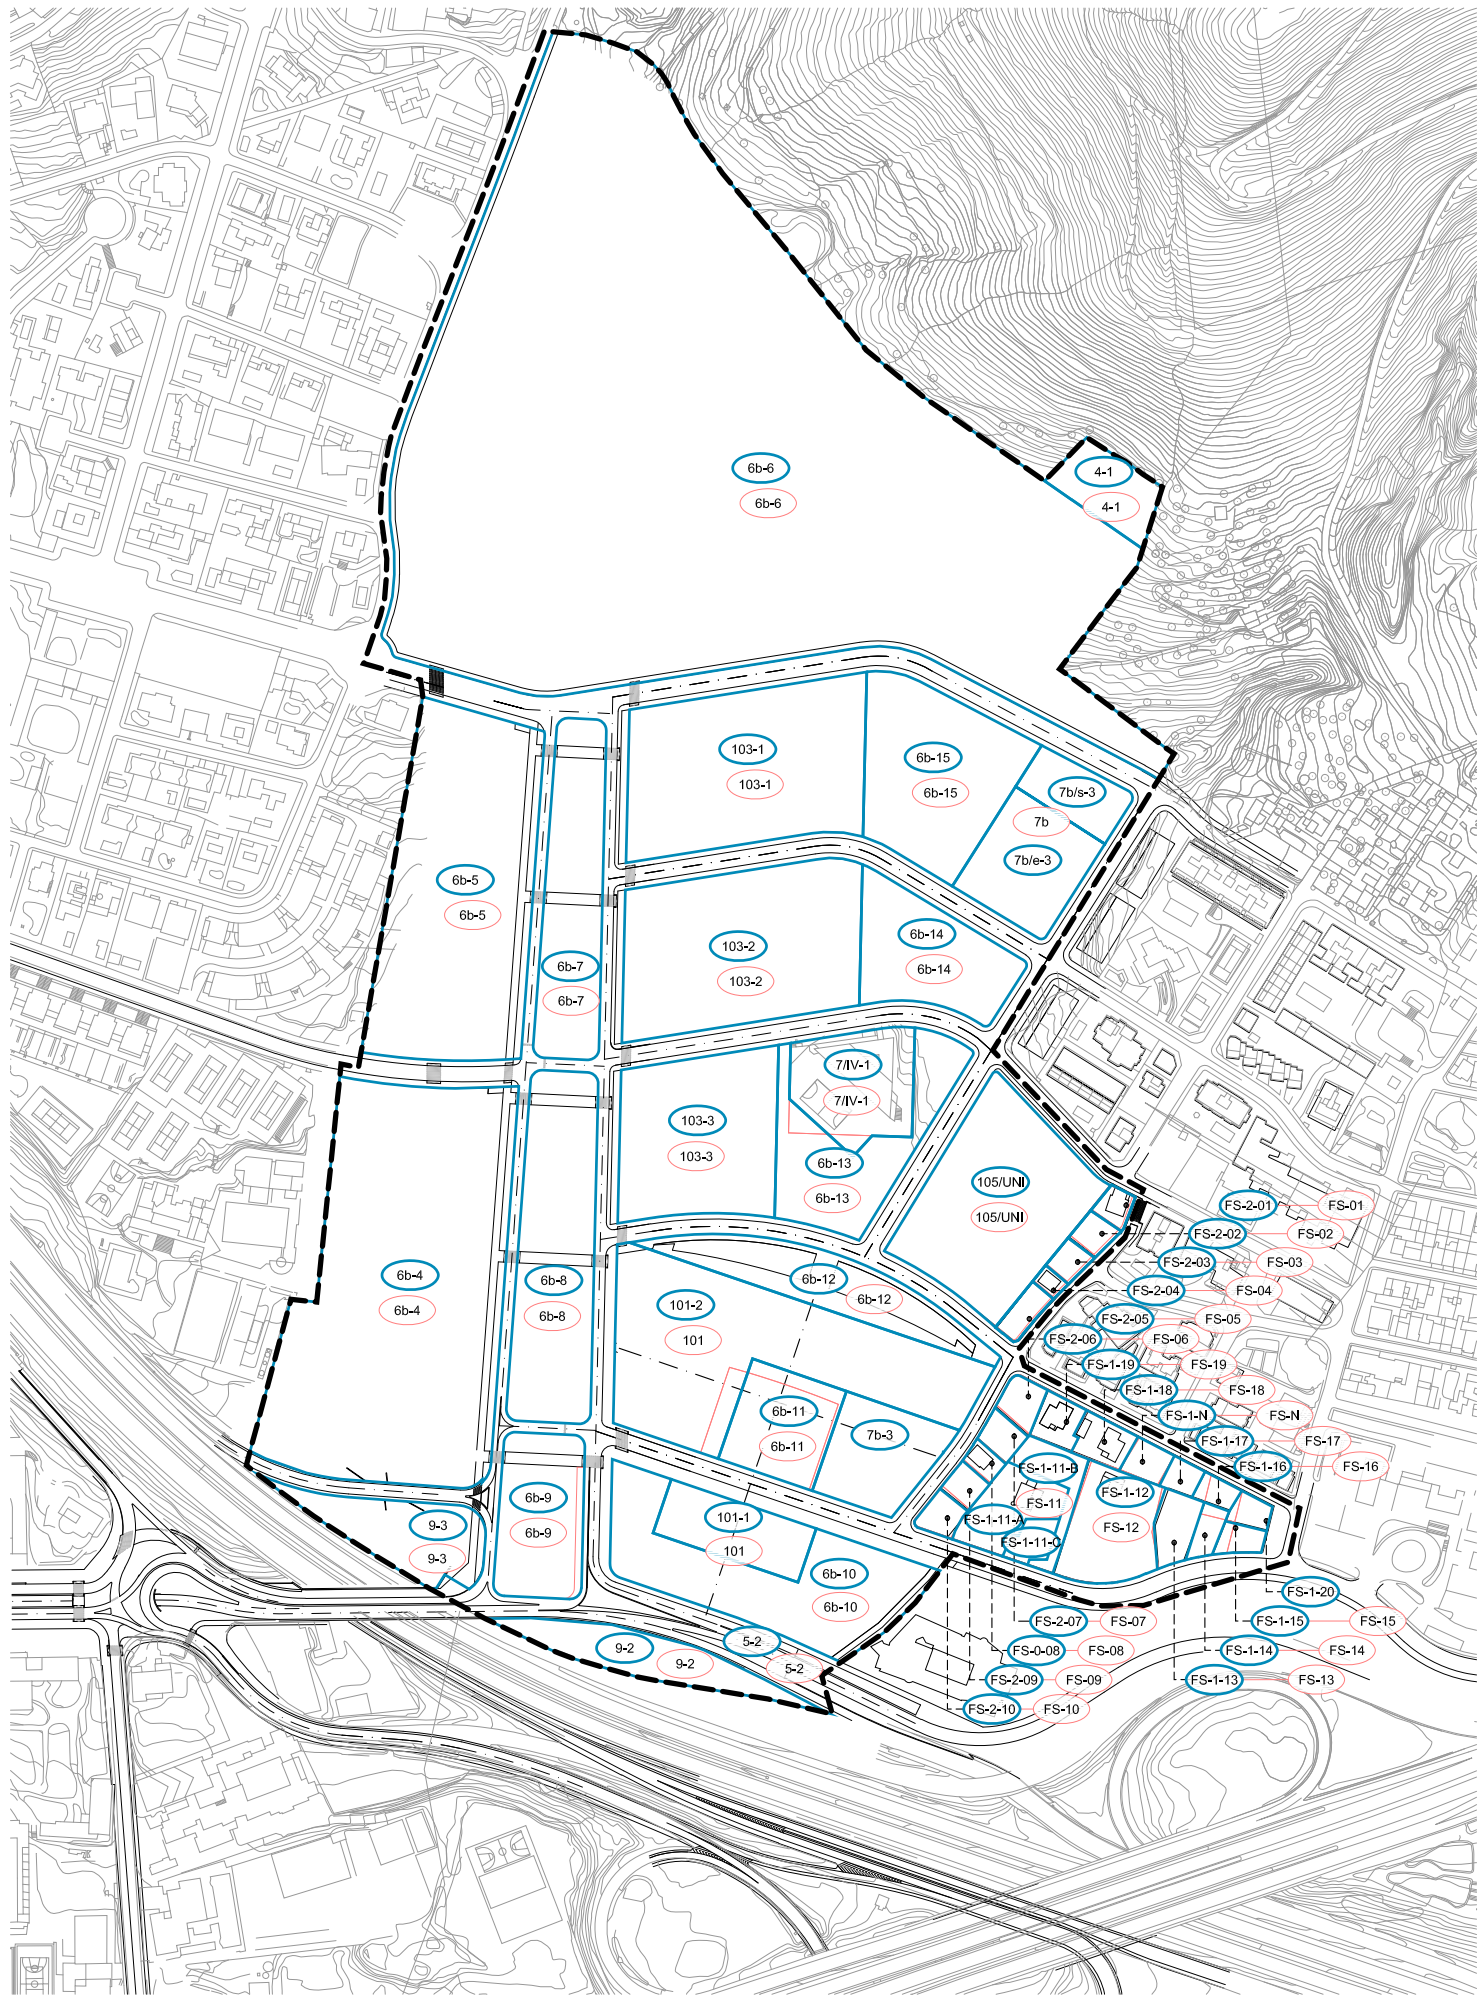 6b-6
6b-6
4-1
4-1
103-1
103-1
6b-15
6b-15
7b/s-3
7b
7b/e-3
6b-5
6b-5
103-2
103-2
6b-14
6b-14
6b-7
6b-7
7/IV-1
7/IV-1
103-3
103-3
6b-13
6b-13
105/UNI
105/UNI
FS-2-01 FS-01
FS-2-02 FS-02
FS-2-03 FS-03
FS-2-04 FS-04
FS-2-05 FS-05
FS-2-06 FS-06
FS-1-19 FS-19
FS-1-18 FS-18
FS-1-N FS-N
FS-1-17 FS-17
FS-1-16 FS-16
6b-4
6b-4
6b-8
6b-8
6b-12
6b-12
101-2
101
6b-11
6b-11
7b-3
FS-1-11-B
FS-11
FS-1-11-A
FS-1-11-C
FS-1-12
FS-12
6b-9
6b-9
9-3
9-3
101-1
101
6b-10
6b-10
5-2
5-2
9-2
9-2
FS-1-20
FS-2-07 FS-07
FS-1-15 FS-15
FS-0-08 FS-08
FS-1-14 FS-14
FS-2-09 FS-09
FS-1-13 FS-13
FS-2-10 FS-10